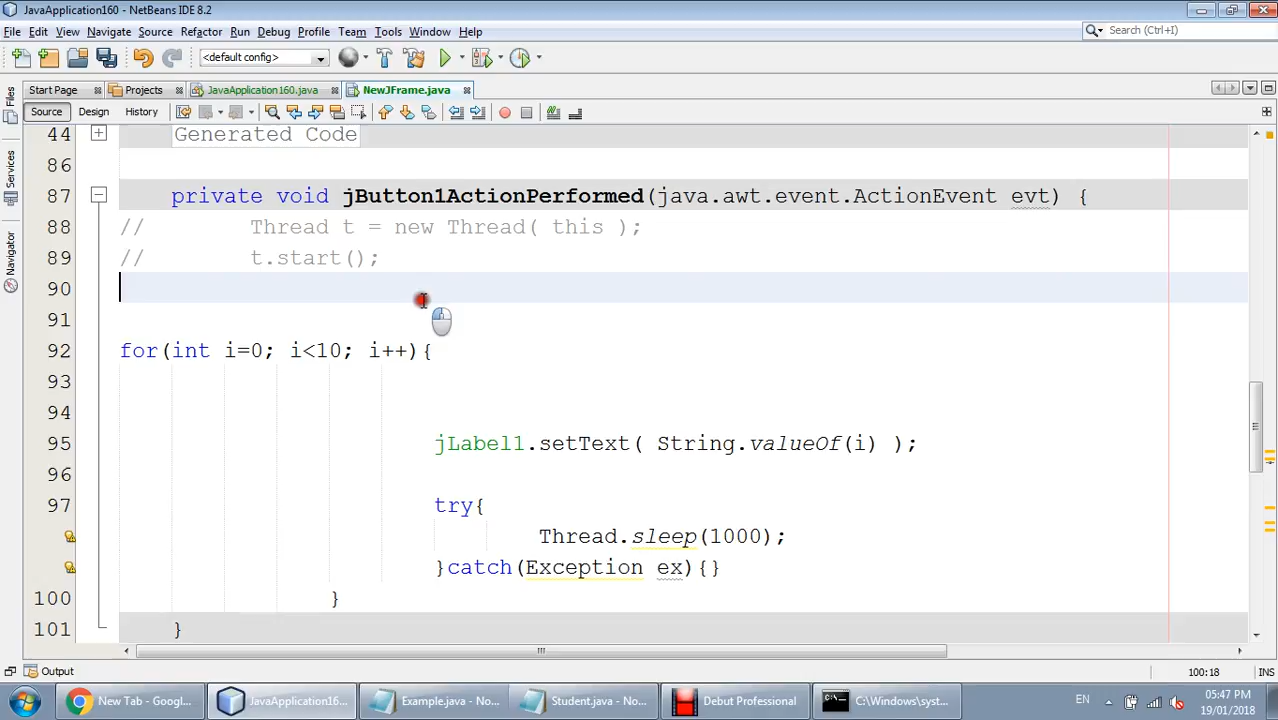 JavaApplication160 - NetBeans IDE 8.2
File Edit View Navigate Source Refactor Run Debug Profile Team Tools Window Help
Search (Ctrl+I)
<default config>
Start Page Projects JavaApplication160.java NewJFrame.java
Source Design History
Files
Services
Navigator
44 Generated Code
86
87 private void jButton1ActionPerformed(java.awt.event.ActionEvent evt) {
88 // Thread t = new Thread( this );
89 // t.start();
90
91
92 for(int i=0; i<10; i++){
93
94
95 jLabel1.setText( String.valueOf(i) );
96
97 try{
Thread.sleep(1000);
}catch(Exception ex){}
100 }
101 }
Output
100:18 INS
New Tab - Googl... JavaApplication16... Example.java - No... Student.java - No... Debut Professional C:\Windows\syst... EN 05:47 PM
19/01/2018